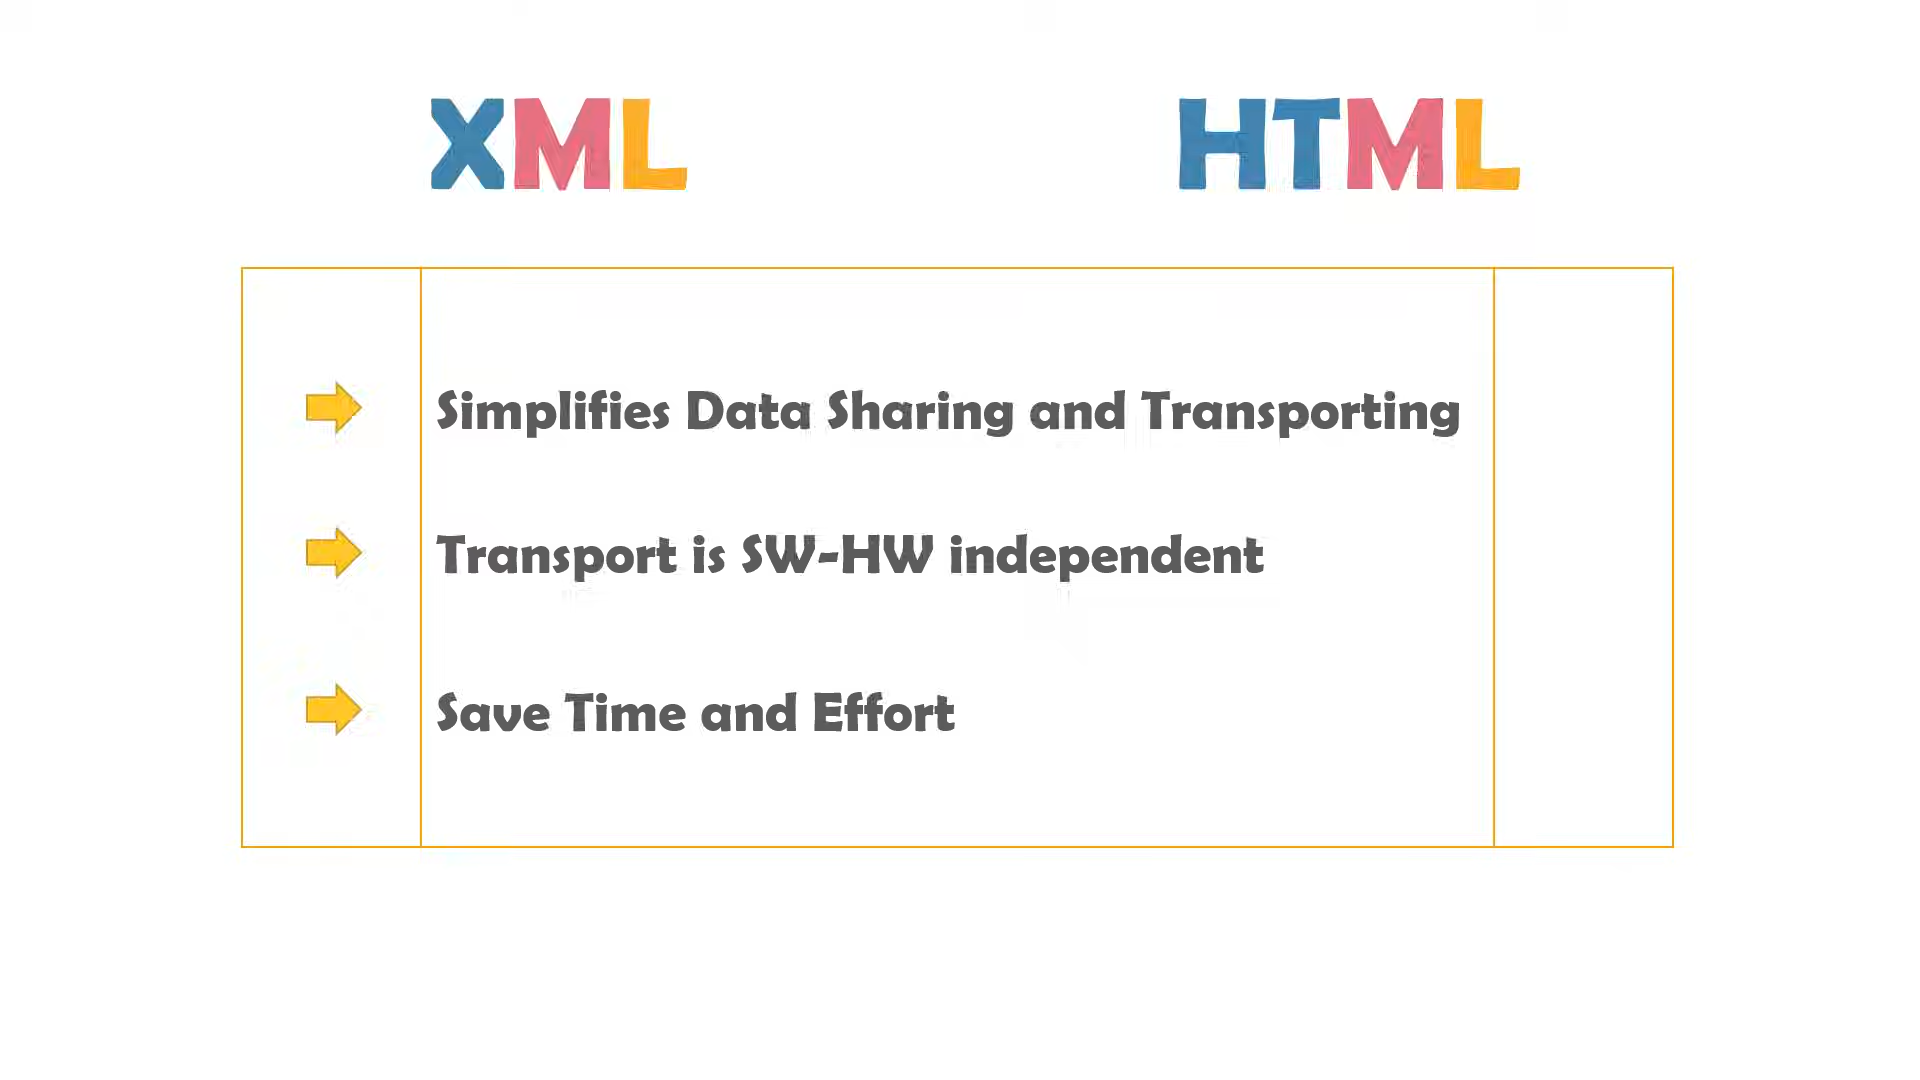 XML HTML
Simplifies Data Sharing and Transporting
Transport is SW-HW independent
Save Time and Effort